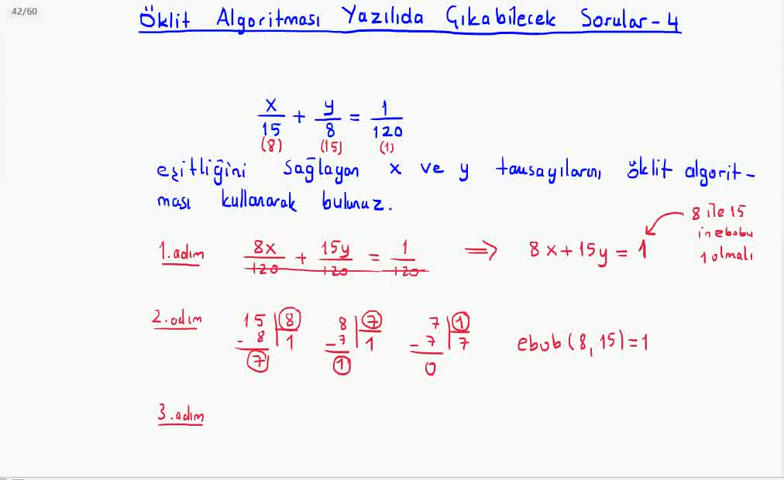 42/60
Öklit Algoritması Yazılıda Çıkabilecek Sorular-4
x/15 + y/8 = 1/120
(8) (15) (1)
eşitliğini sağlayan x ve y tamsayılarını öklit algorit-
ması kullanarak bulunuz.
1.adım 8x/120 + 15y/120 = 1/120 ⇒ 8x+15y = 1
8 ile 15
in ebobu
1 olmalı
2.adım 15 | 8 8 | 7 7 | 1
- 8 | 1 - 7 | 1 - 7 | 7 ebob(8, 15)=1
7 1 0
3.adım